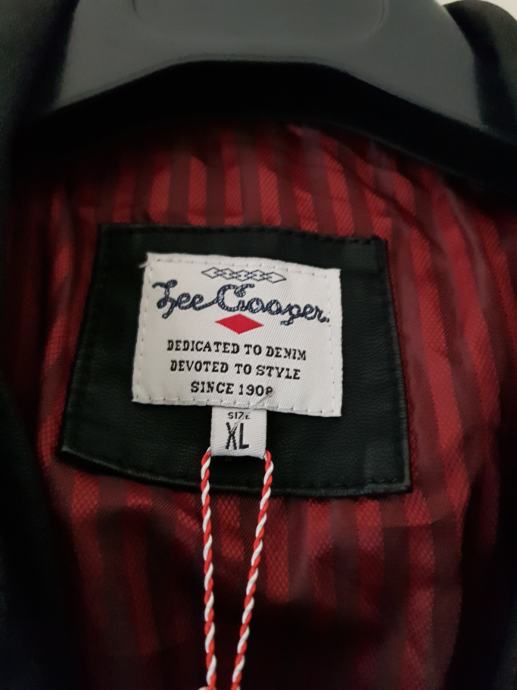 Lee Cooper.
DEDICATED TO DENIM
DEVOTED TO STYLE
SINCE 1908
SIZE
XL